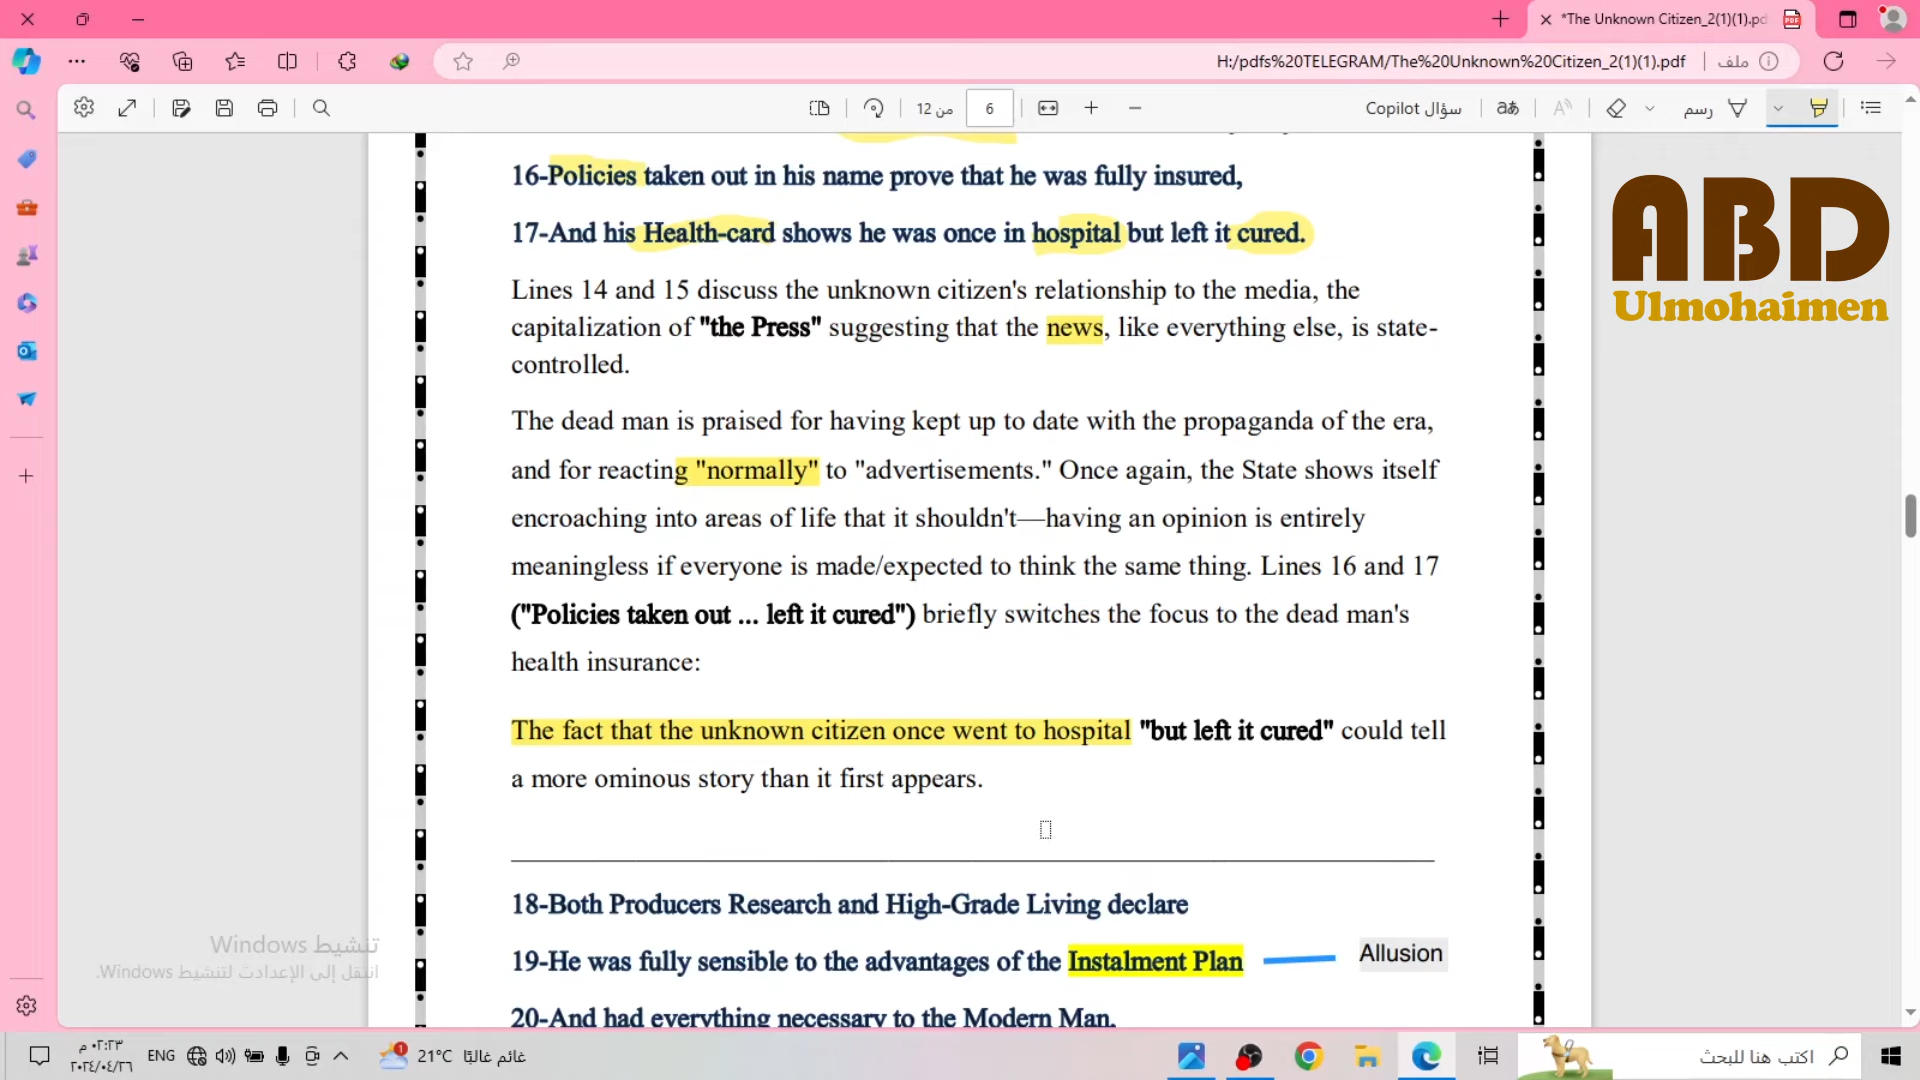 *The Unknown Citizen_2(1)(1).pd
H:/pdfs%20TELEGRAM/The%20Unknown%20Citizen_2(1)(1).pdf
ملف
من 12
6
سؤال Copilot
رسم
16-Policies taken out in his name prove that he was fully insured,
17-And his Health-card shows he was once in hospital but left it cured.
Lines 14 and 15 discuss the unknown citizen's relationship to the media, the
capitalization of "the Press" suggesting that the news, like everything else, is state-
controlled.
The dead man is praised for having kept up to date with the propaganda of the era,
and for reacting "normally" to "advertisements." Once again, the State shows itself
encroaching into areas of life that it shouldn't—having an opinion is entirely
meaningless if everyone is made/expected to think the same thing. Lines 16 and 17
("Policies taken out ... left it cured") briefly switches the focus to the dead man's
health insurance:
The fact that the unknown citizen once went to hospital "but left it cured" could tell
a more ominous story than it first appears.
18-Both Producers Research and High-Grade Living declare
19-He was fully sensible to the advantages of the Instalment Plan
Allusion
20-And had everything necessary to the Modern Man,
ABD
Ulmohaimen
تنشيط Windows
انتقل إلى الإعدادات لتنشيط Windows.
٠٢:٢٣ م
٢٠٢٤/٠٤/٢٦
ENG
1
21°C
غائم غالبًا
اكتب هنا للبحث